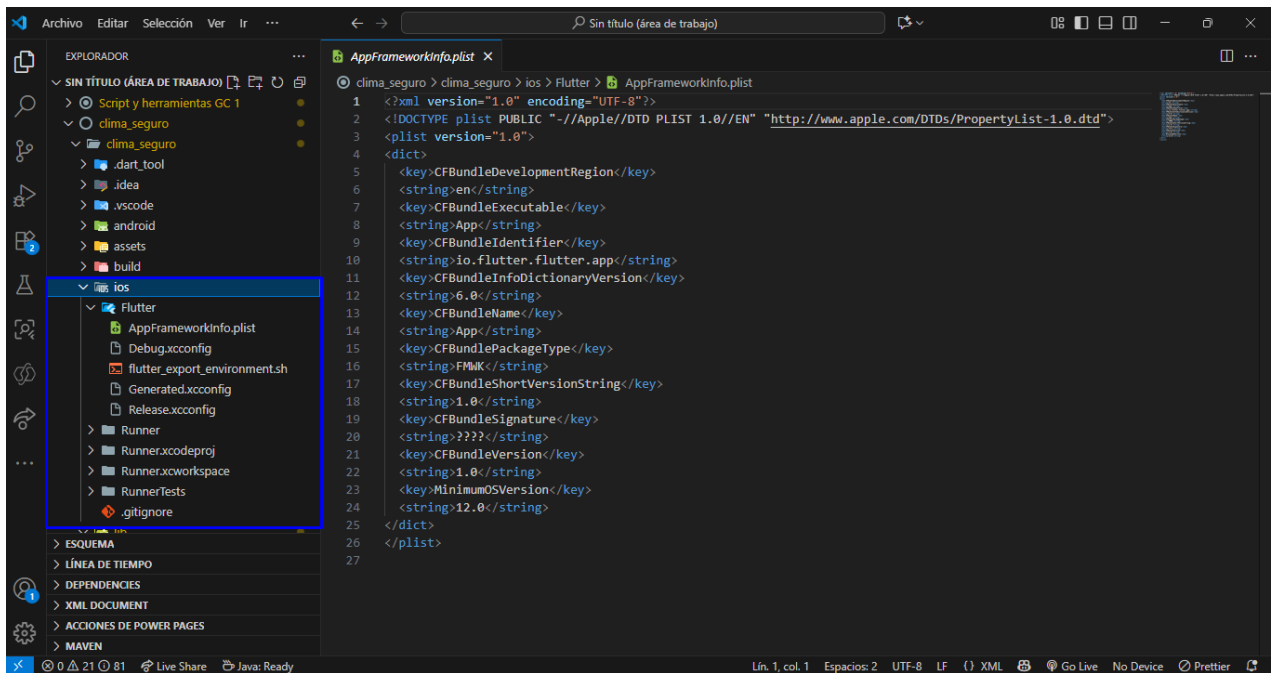 Archivo Editar Selección Ver Ir ··· Sin título (área de trabajo)
EXPLORADOR ···
SIN TÍTULO (ÁREA DE TRABAJO)
Script y herramientas GC 1
clima_seguro
clima_seguro
.dart_tool
.idea
.vscode
android
assets
build
ios
Flutter
AppFrameworkInfo.plist
Debug.xcconfig
flutter_export_environment.sh
Generated.xcconfig
Release.xcconfig
Runner
Runner.xcodeproj
Runner.xcworkspace
RunnerTests
.gitignore
lib
ESQUEMA
LÍNEA DE TIEMPO
DEPENDENCIES
XML DOCUMENT
ACCIONES DE POWER PAGES
MAVEN
2
1
AppFrameworkInfo.plist
clima_seguro > clima_seguro > ios > Flutter > AppFrameworkInfo.plist
1 <?xml version="1.0" encoding="UTF-8"?>
2 <!DOCTYPE plist PUBLIC "-//Apple//DTD PLIST 1.0//EN" "http://www.apple.com/DTDs/PropertyList-1.0.dtd">
3 <plist version="1.0">
4 <dict>
5 <key>CFBundleDevelopmentRegion</key>
6 <string>en</string>
7 <key>CFBundleExecutable</key>
8 <string>App</string>
9 <key>CFBundleIdentifier</key>
10 <string>io.flutter.flutter.app</string>
11 <key>CFBundleInfoDictionaryVersion</key>
12 <string>6.0</string>
13 <key>CFBundleName</key>
14 <string>App</string>
15 <key>CFBundlePackageType</key>
16 <string>FMWK</string>
17 <key>CFBundleShortVersionString</key>
18 <string>1.0</string>
19 <key>CFBundleSignature</key>
20 <string>????</string>
21 <key>CFBundleVersion</key>
22 <string>1.0</string>
23 <key>MinimumOSVersion</key>
24 <string>12.0</string>
25 </dict>
26 </plist>
27
0 21 81 Live Share Java: Ready Lín. 1, col. 1 Espacios: 2 UTF-8 LF {} XML Go Live No Device Prettier